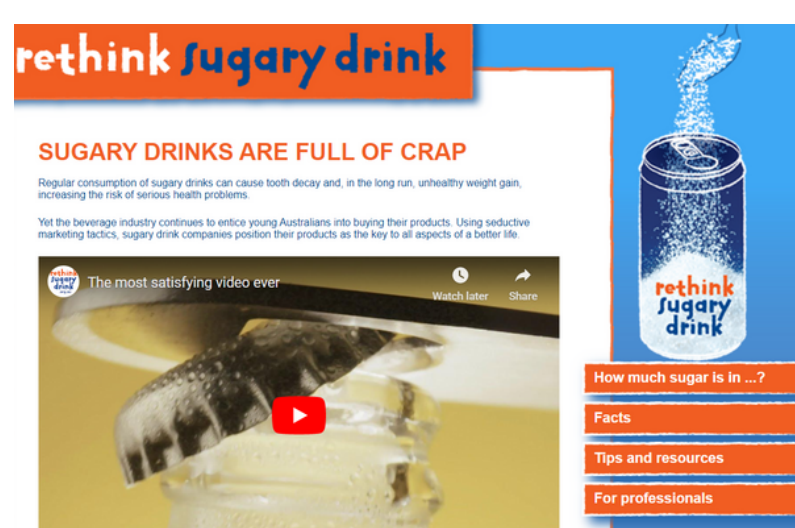 rethink sugary drink
SUGARY DRINKS ARE FULL OF CRAP
Regular consumption of sugary drinks can cause tooth decay and, in the long run, unhealthy weight gain,
increasing the risk of serious health problems.
Yet the beverage industry continues to entice young Australians into buying their products. Using seductive
marketing tactics, sugary drink companies position their products as the key to all aspects of a better life.
rethink
sugary
drink
The most satisfying video ever
Watch later
Share
rethink
sugary
drink
How much sugar is in ...?
Facts
Tips and resources
For professionals